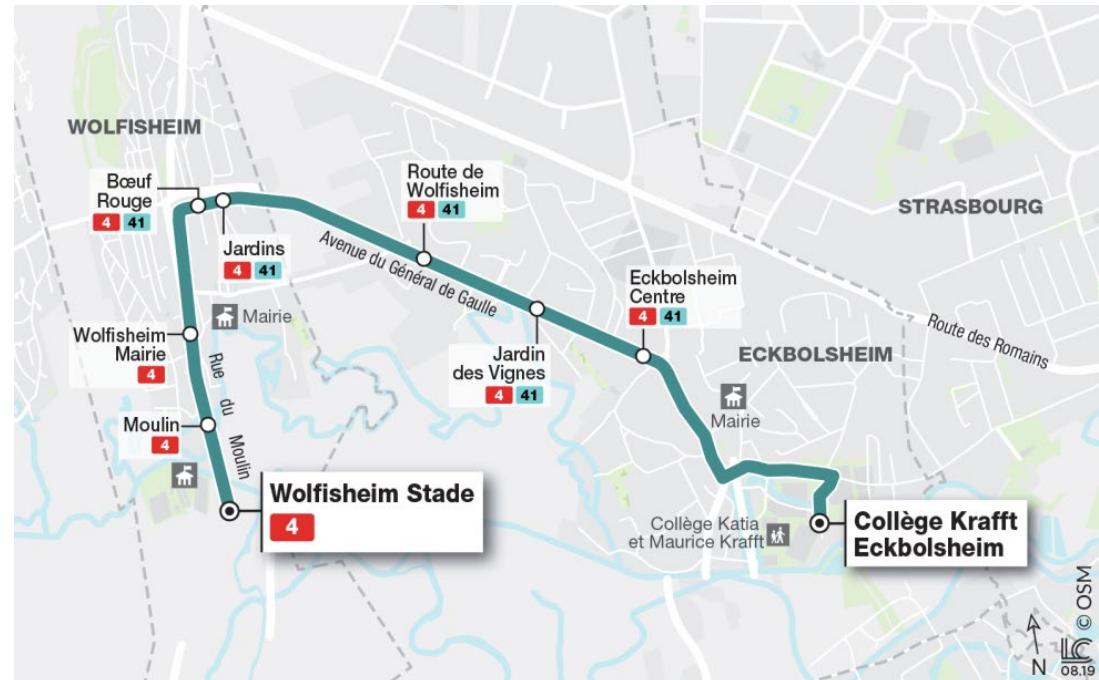 WOLFISHEIM
Bœuf
Rouge
4 41
Jardins
4 41
Route de
Wolfisheim
4 41
Avenue du Général de Gaulle
STRASBOURG
Eckbolsheim
Centre
4 41
Route des Romains
ECKBOLSHEIM
Mairie
Wolfisheim
Mairie
4
Rue du Moulin
Jardin
des Vignes
4 41
Mairie
Moulin
4
Wolfisheim Stade
4
Collège Katia
et Maurice Krafft
Collège Krafft
Eckbolsheim
N
© OSM
08.19